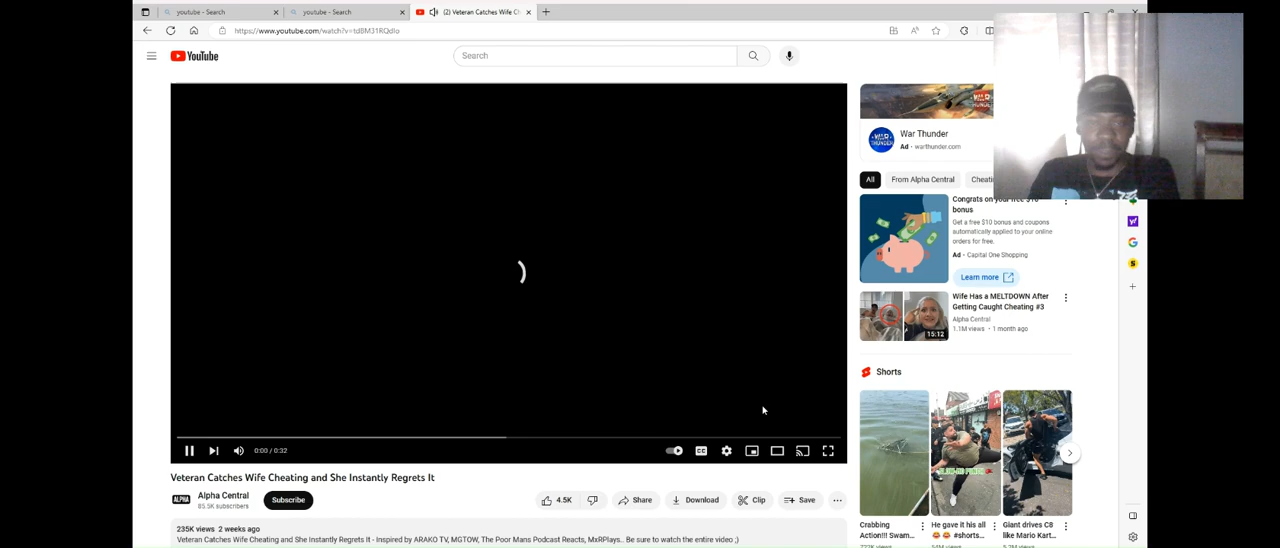 youtube - Search
youtube - Search
(2) Veteran Catches Wife Ch
https://www.youtube.com/watch?v=td8M31RQdIo
YouTube
Search
War Thunder
Ad · warthunder.com
All
From Alpha Central
Cheati
Congrats on your free $10
bonus
Get a free $10 bonus and coupons
automatically applied to your online
orders for free.
Ad · Capital One Shopping
Learn more
Wife Has a MELTDOWN After
Getting Caught Cheating #3
Alpha Central
1.1M views · 1 month ago
15:12
Shorts
0:00 / 0:32
CC
Veteran Catches Wife Cheating and She Instantly Regrets It
ALPHA
Alpha Central
85.5K subscribers
Subscribe
4.5K
Share
Download
Clip
Save
Crabbing
Action!!! Swam...
He gave it his all
#shorts...
Giant drives C8
like Mario Kart...
235K views 2 weeks ago
Veteran Catches Wife Cheating and She Instantly Regrets It - Inspired by ARAKO TV, MGTOW, The Poor Mans Podcast Reacts, MxRPlays.. Be sure to watch the entire video ;)